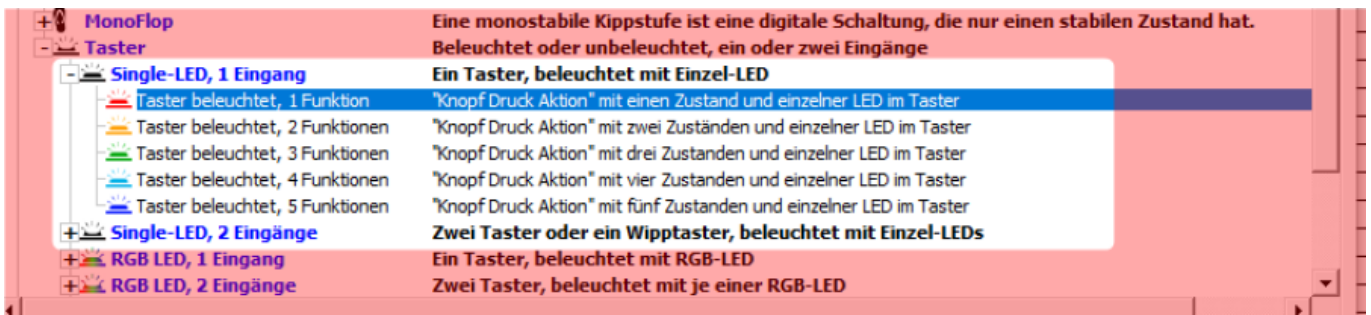 MonoFlop Eine monostabile Kippstufe ist eine digitale Schaltung, die nur einen stabilen Zustand hat.
Taster Beleuchtet oder unbeleuchtet, ein oder zwei Eingänge
Single-LED, 1 Eingang Ein Taster, beleuchtet mit Einzel-LED
Taster beleuchtet, 1 Funktion "Knopf Druck Aktion" mit einen Zustand und einzelner LED im Taster
Taster beleuchtet, 2 Funktionen "Knopf Druck Aktion" mit zwei Zuständen und einzelner LED im Taster
Taster beleuchtet, 3 Funktionen "Knopf Druck Aktion" mit drei Zustanden und einzelner LED im Taster
Taster beleuchtet, 4 Funktionen "Knopf Druck Aktion" mit vier Zustanden und einzelner LED im Taster
Taster beleuchtet, 5 Funktionen "Knopf Druck Aktion" mit fünf Zustanden und einzelner LED im Taster
Single-LED, 2 Eingänge Zwei Taster oder ein Wipptaster, beleuchtet mit Einzel-LEDs
RGB LED, 1 Eingang Ein Taster, beleuchtet mit RGB-LED
RGB LED, 2 Eingänge Zwei Taster, beleuchtet mit je einer RGB-LED